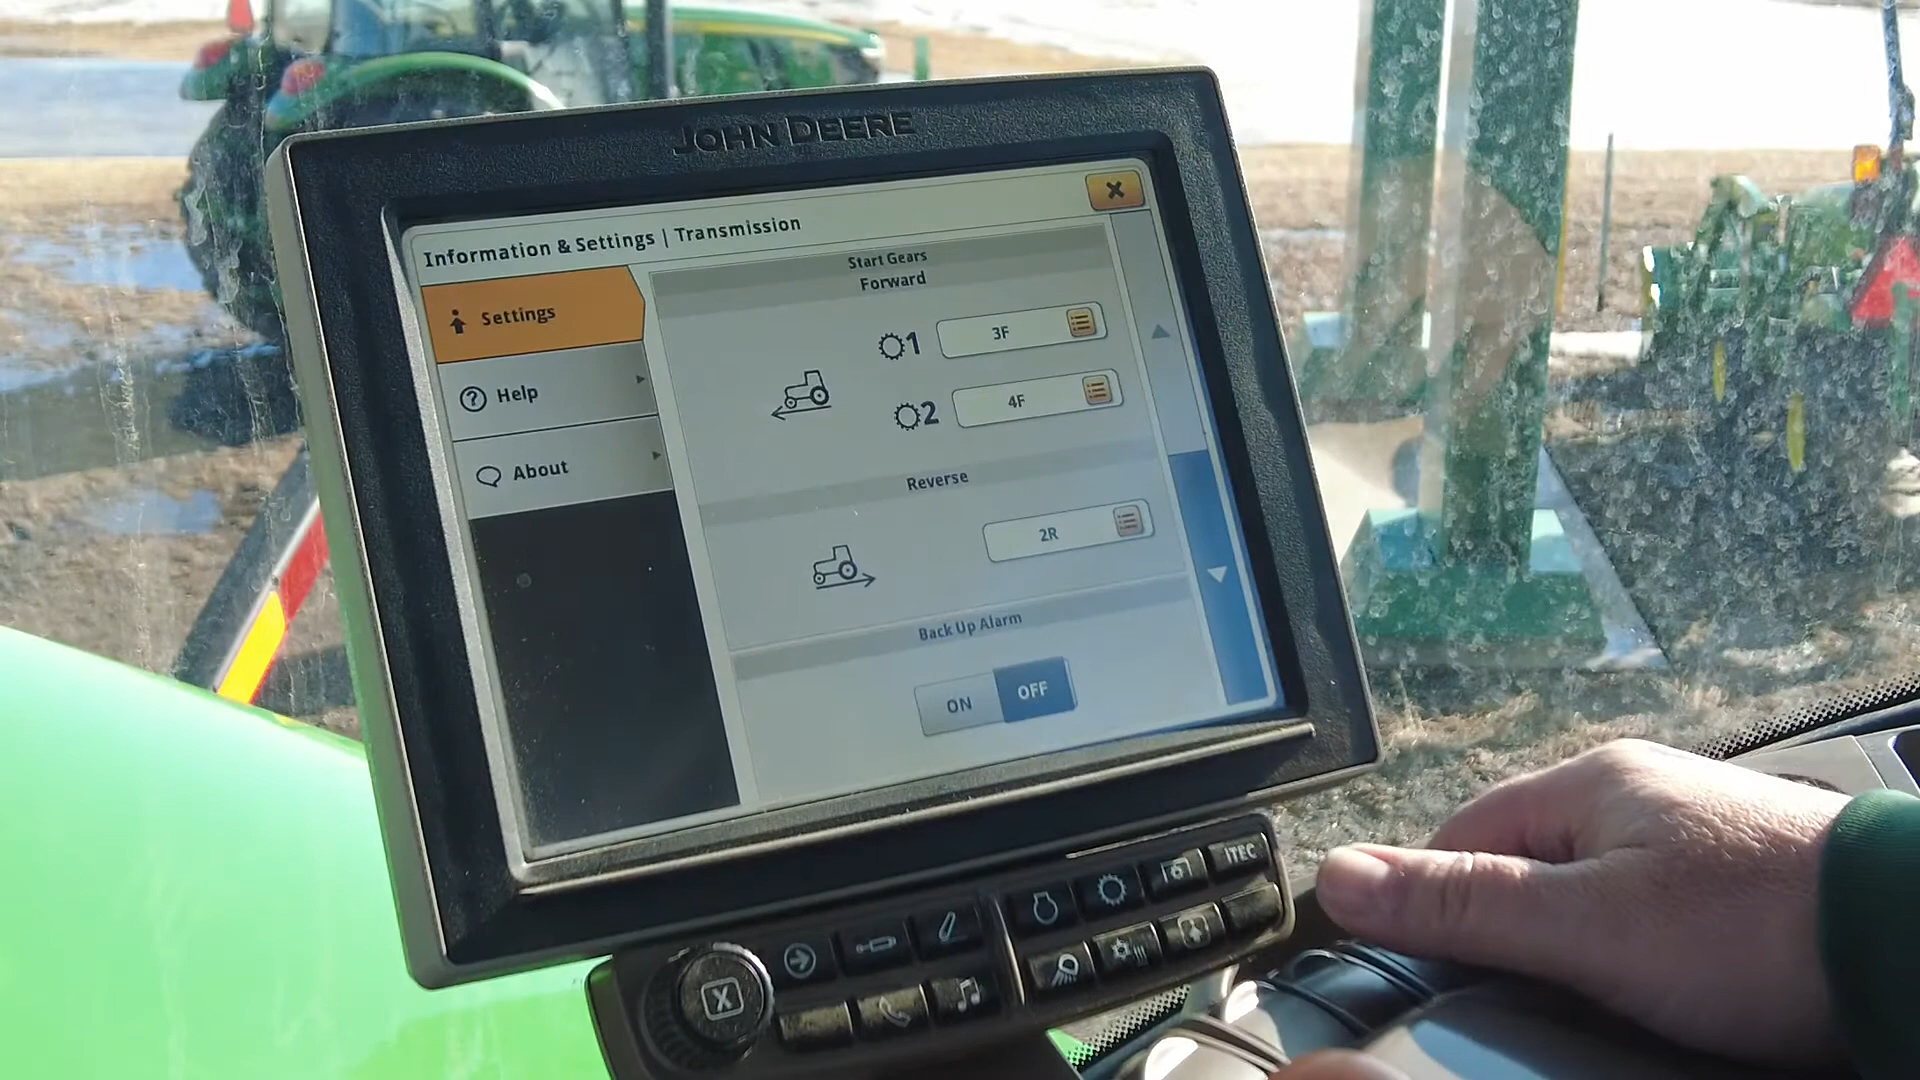 JOHN DEERE
Information & Settings | Transmission
Settings
Help
About
Start Gears
Forward
1
3F
2
4F
Reverse
2R
Back Up Alarm
ON
OFF
ITEC
X